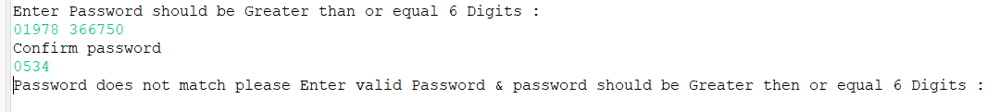 Enter Password should be Greater than or equal 6 Digits :
01978 366750
Confirm password
0534
Password does not match please Enter valid Password & password should be Greater then or equal 6 Digits :